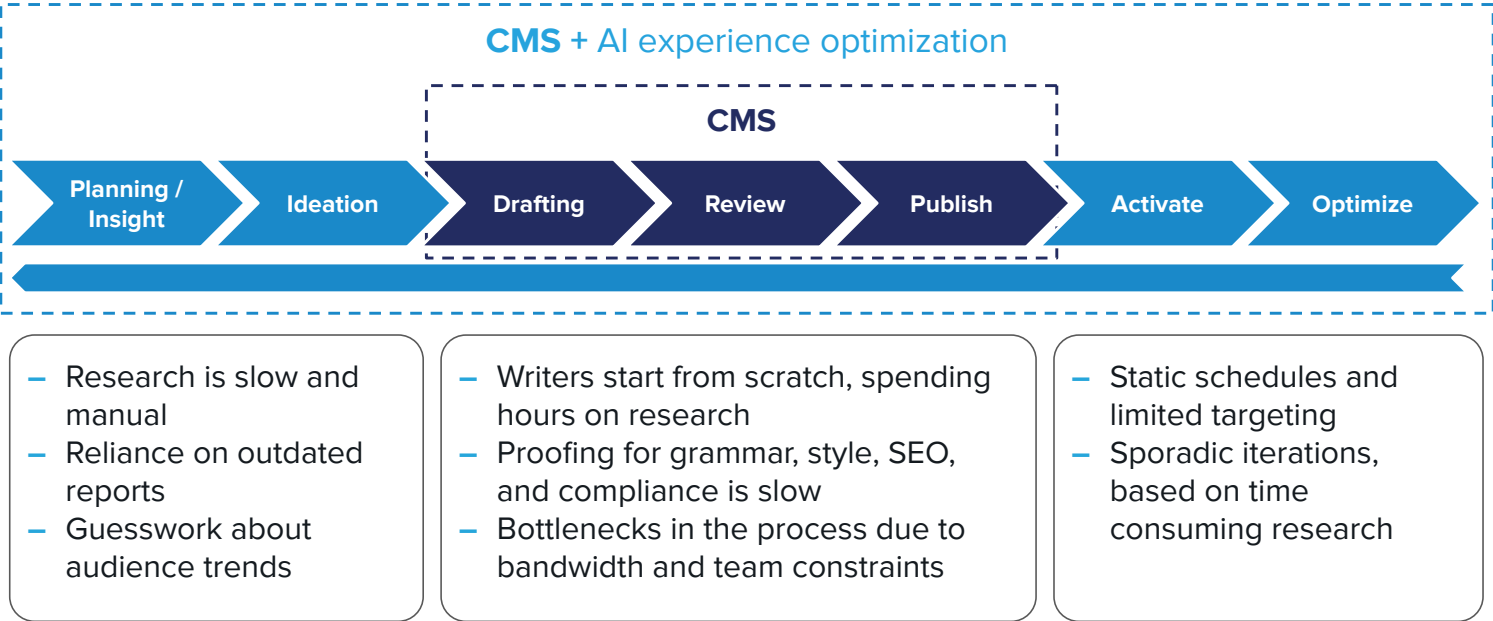 CMS + AI experience optimization
CMS
Planning /
Insight
Ideation
Drafting
Review
Publish
Activate
Optimize
– Research is slow and
manual
– Reliance on outdated
reports
– Guesswork about
audience trends
– Writers start from scratch, spending
hours on research
– Proofing for grammar, style, SEO,
and compliance is slow
– Bottlenecks in the process due to
bandwidth and team constraints
– Static schedules and
limited targeting
– Sporadic iterations,
based on time
consuming research